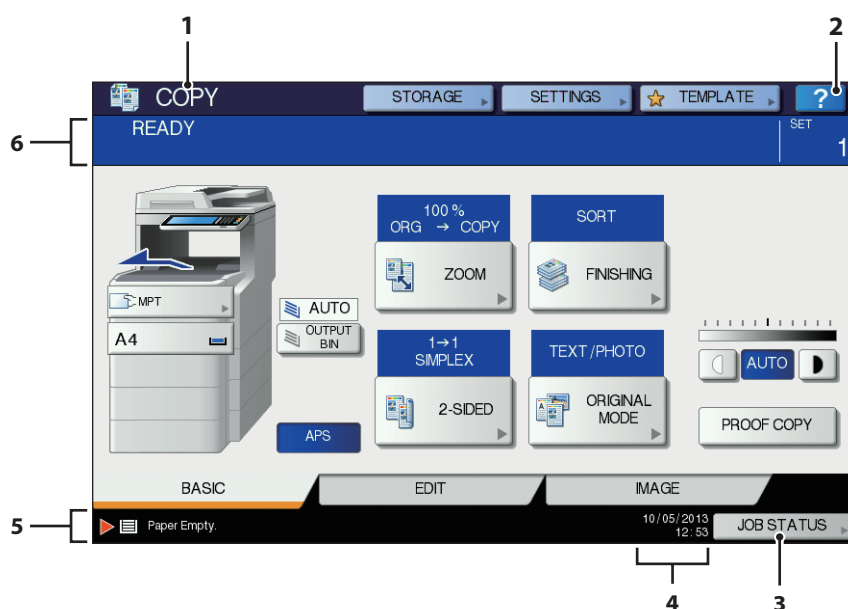 1
2
COPY
STORAGE
SETTINGS
TEMPLATE
?
6
READY
SET
1
100 %
ORG → COPY
ZOOM
SORT
FINISHING
MPT
A4
AUTO
OUTPUT
BIN
1→1
SIMPLEX
2-SIDED
TEXT/PHOTO
ORIGINAL
MODE
AUTO
PROOF COPY
APS
BASIC
EDIT
IMAGE
5
Paper Empty.
10/05/2013
12:53
JOB STATUS
4
3